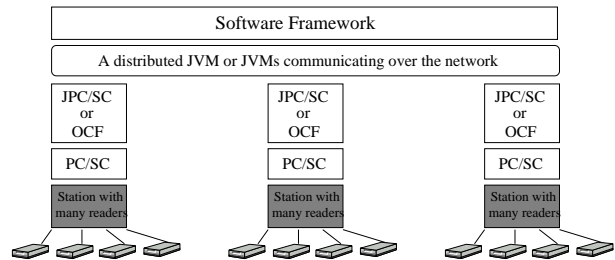 Software Framework
A distributed JVM or JVMs communicating over the network
JPC/SC
or
OCF
JPC/SC
or
OCF
JPC/SC
or
OCF
PC/SC
PC/SC
PC/SC
Station with
many readers
Station with
many readers
Station with
many readers